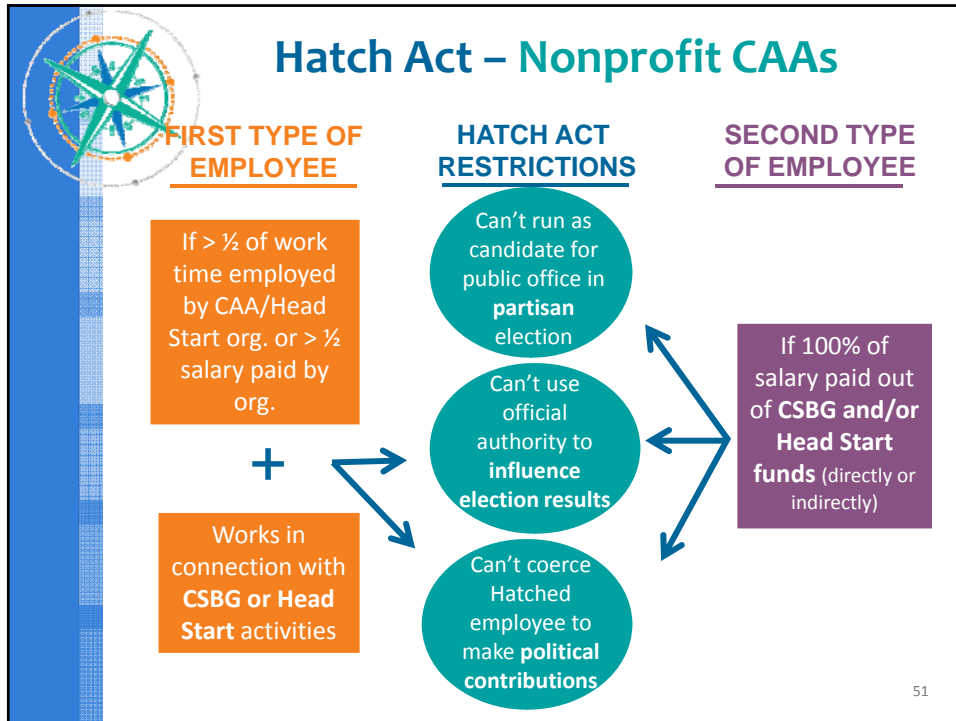 Hatch Act – Nonprofit CAAs
FIRST TYPE OF
EMPLOYEE
If > ½ of work
time employed
by CAA/Head
Start org. or > ½
salary paid by
org.
+
Works in
connection with
CSBG or Head
Start activities
HATCH ACT
RESTRICTIONS
Can’t run as
candidate for
public office in
partisan
election
Can’t use
official
authority to
influence
election results
Can’t coerce
Hatched
employee to
make political
contributions
SECOND TYPE
OF EMPLOYEE
If 100% of
salary paid out
of CSBG and/or
Head Start
funds (directly or
indirectly)
51